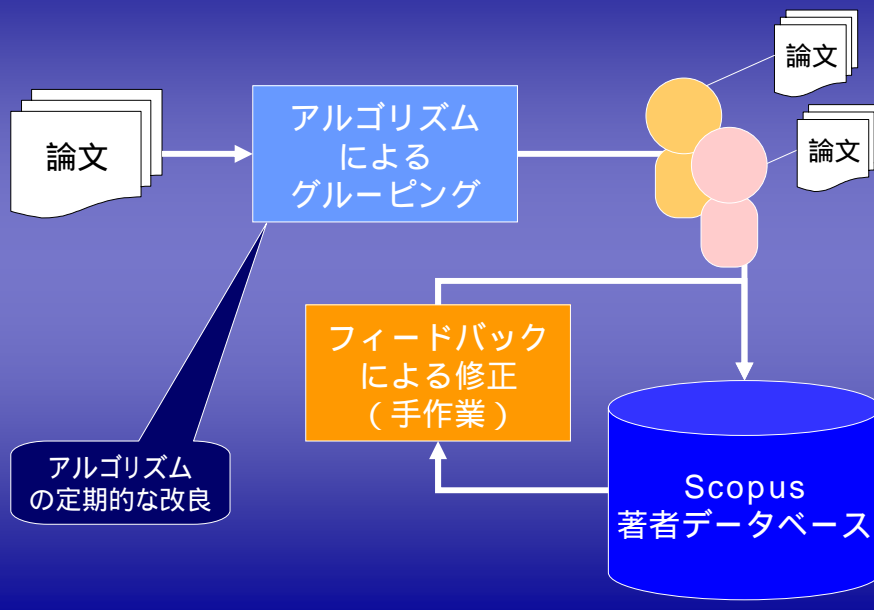 論文
アルゴリズム
による
グルーピング
論文
論文
フィードバック
による修正
（手作業）
アルゴリズム
の定期的な改良
Scopus
著者データベース